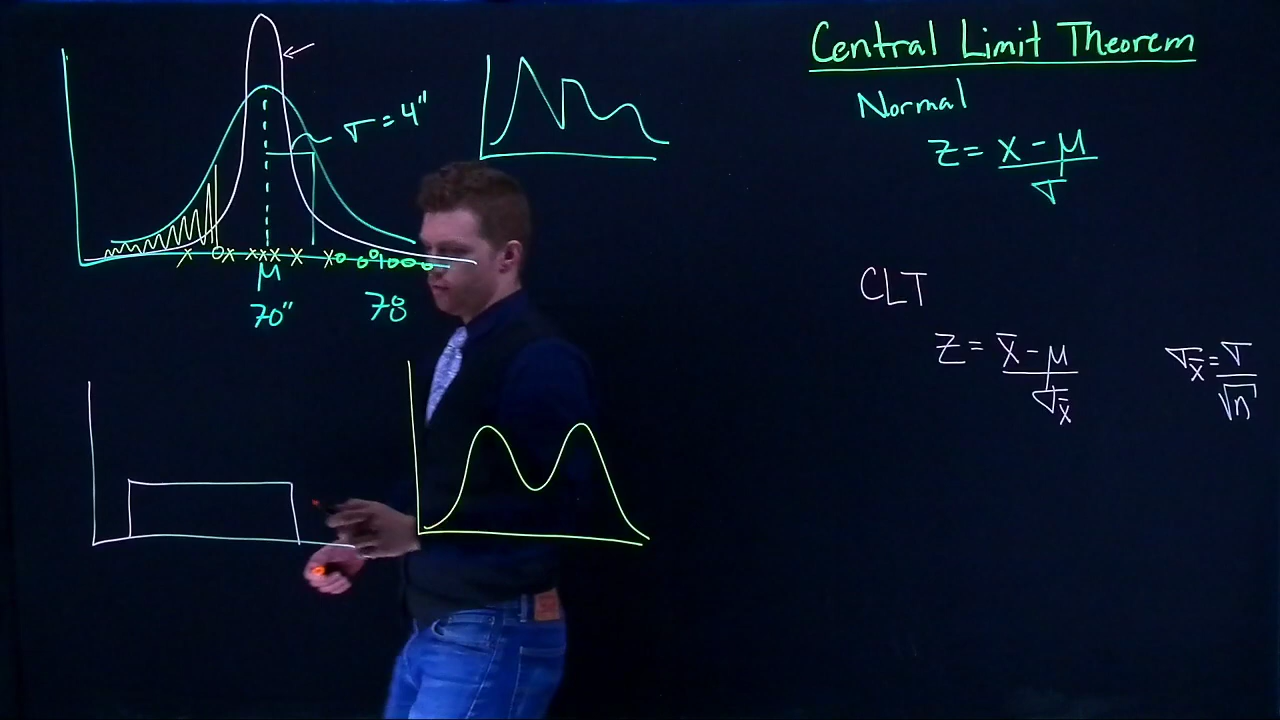 σ = 4"
μ
70" 78
Central Limit Theorem
Normal
z = x - μ
σ
CLT
z = x̄ - μ
σx̄
σx̄ = σ
√n